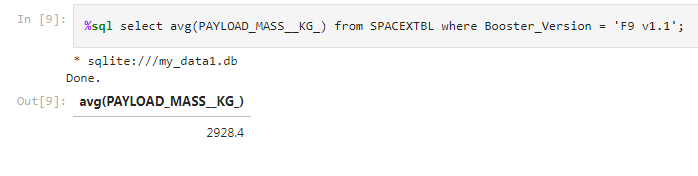 In [9]: %sql select avg(PAYLOAD_MASS__KG_) from SPACEXTBL where Booster_Version = 'F9 v1.1';
* sqlite:///my_data1.db
Done.
Out[9]: avg(PAYLOAD_MASS__KG_)
2928.4